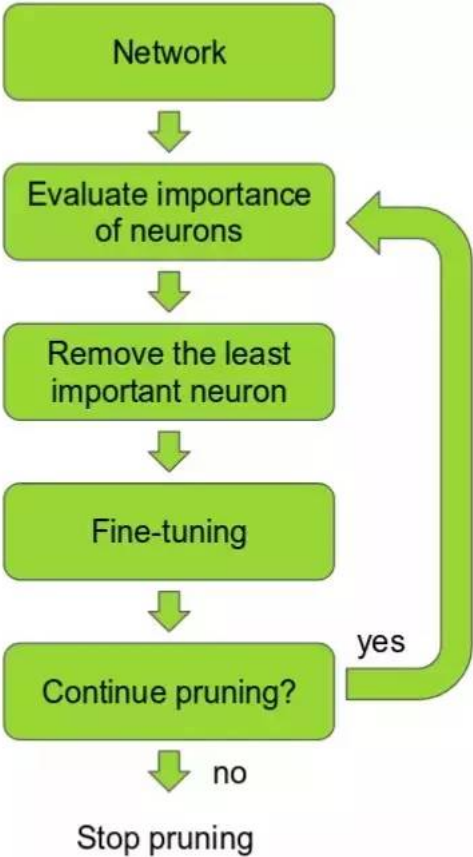 Network
Evaluate importance
of neurons
Remove the least
important neuron
Fine-tuning
yes
Continue pruning?
no
Stop pruning